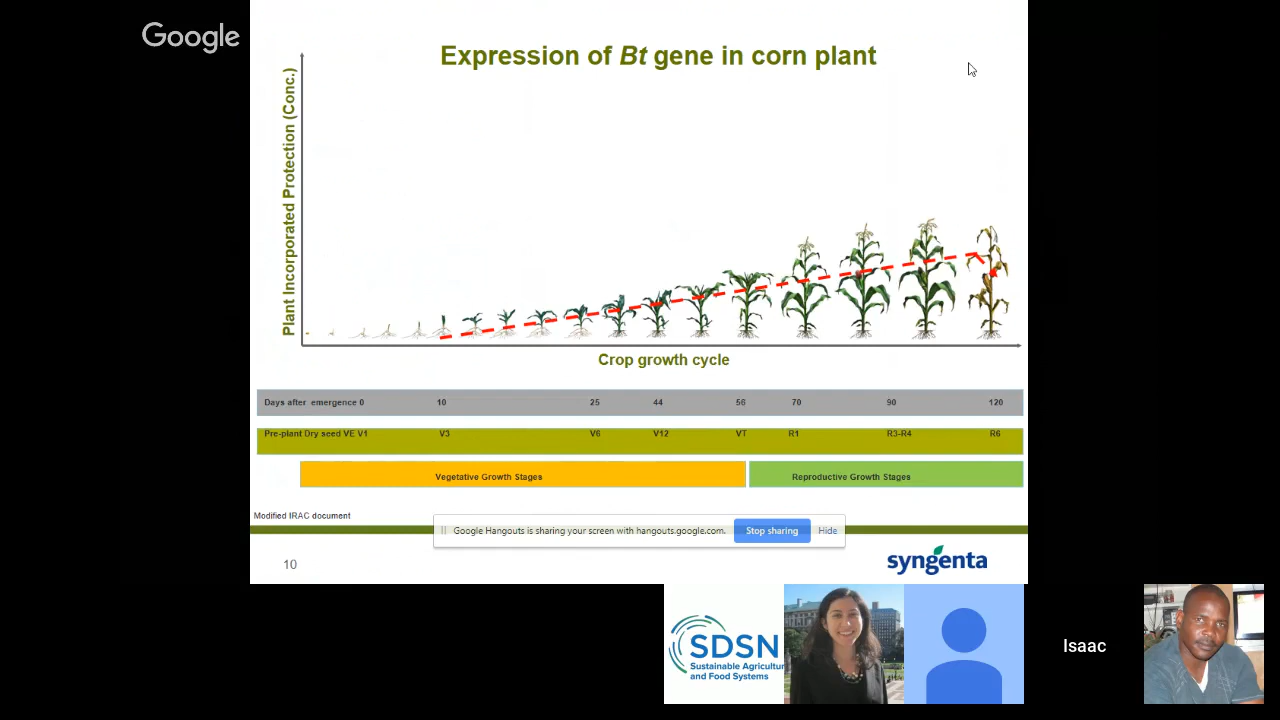 Google
Expression of Bt gene in corn plant
Plant Incorporated Protection (Conc.)
Crop growth cycle
Days after emergence 0 10 25 44 56 70 90 120
Pre-plant Dry seed VE V1 V3 V6 V12 VT R1 R3-R4 R6
Vegetative Growth Stages Reproductive Growth Stages
Modified IRAC document
Google Hangouts is sharing your screen with hangouts.google.com. Stop sharing Hide
10
syngenta
SDSN
Sustainable Agricultu
and Food Systems
Isaac